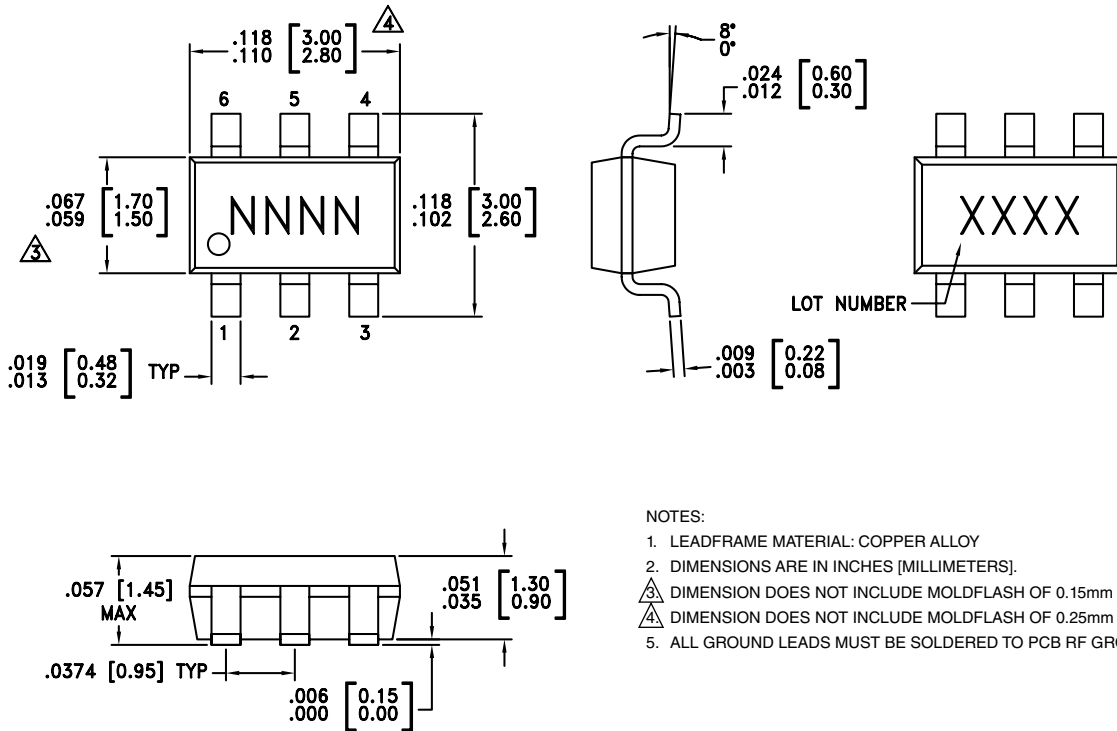 .118 [3.00]
.110 [2.80]
4
6 5 4
.067 [1.70]
.059 [1.50]
3
NNNN
.118 [3.00]
.102 [2.60]
1 2 3
.019 [0.48]
.013 [0.32]
TYP
8°
0°
.024 [0.60]
.012 [0.30]
.009 [0.22]
.003 [0.08]
XXXX
LOT NUMBER
.057 [1.45]
MAX
.051 [1.30]
.035 [0.90]
.0374 [0.95] TYP
.006 [0.15]
.000 [0.00]
NOTES:
1. LEADFRAME MATERIAL: COPPER ALLOY
2. DIMENSIONS ARE IN INCHES [MILLIMETERS].
3. DIMENSION DOES NOT INCLUDE MOLDFLASH OF 0.15mm
4. DIMENSION DOES NOT INCLUDE MOLDFLASH OF 0.25mm
5. ALL GROUND LEADS MUST BE SOLDERED TO PCB RF